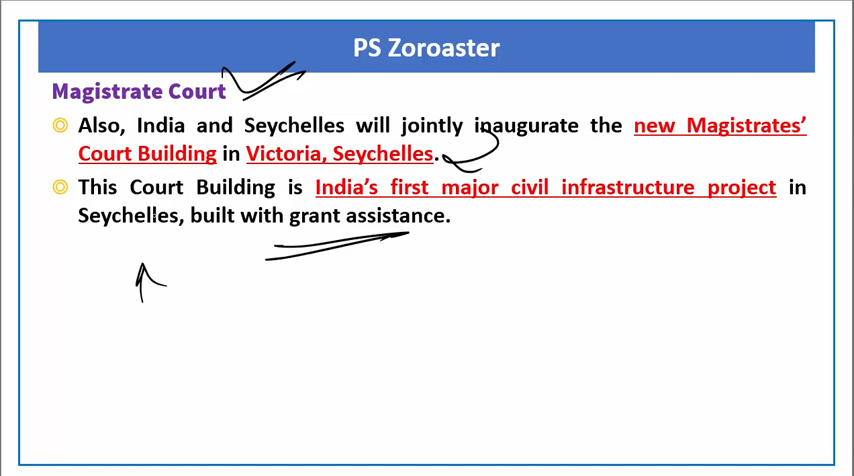 PS Zoroaster
Magistrate Court
Also, India and Seychelles will jointly inaugurate the new Magistrates’
Court Building in Victoria, Seychelles.
This Court Building is India’s first major civil infrastructure project in
Seychelles, built with grant assistance.